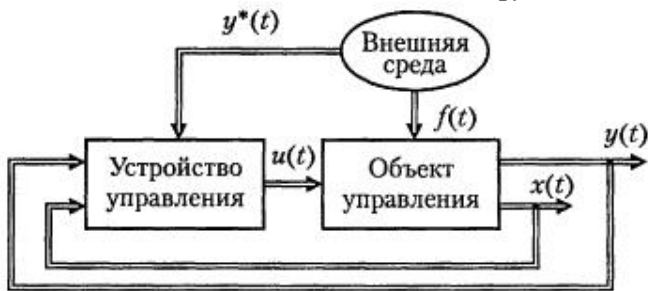 y*(t)
Внешняя
среда
f(t)
y(t)
Устройство
управления
u(t)
Объект
управления
x(t)